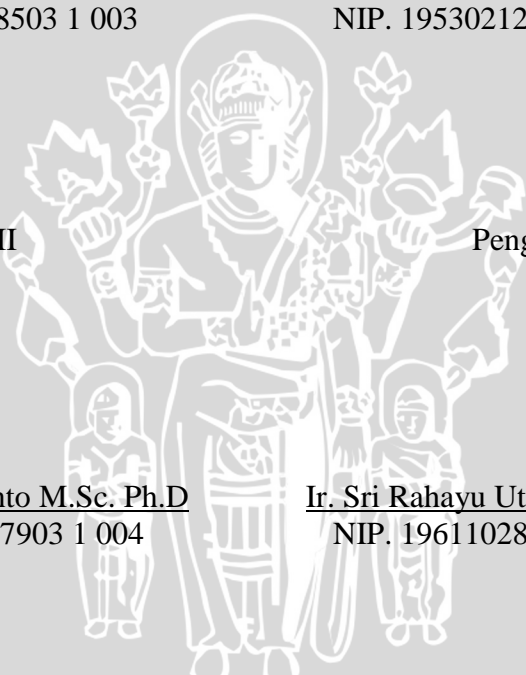 8503 1 003 NIP. 19530212
II Peng
nto M.Sc. Ph.D Ir. Sri Rahayu Ut
7903 1 004 NIP. 19611028